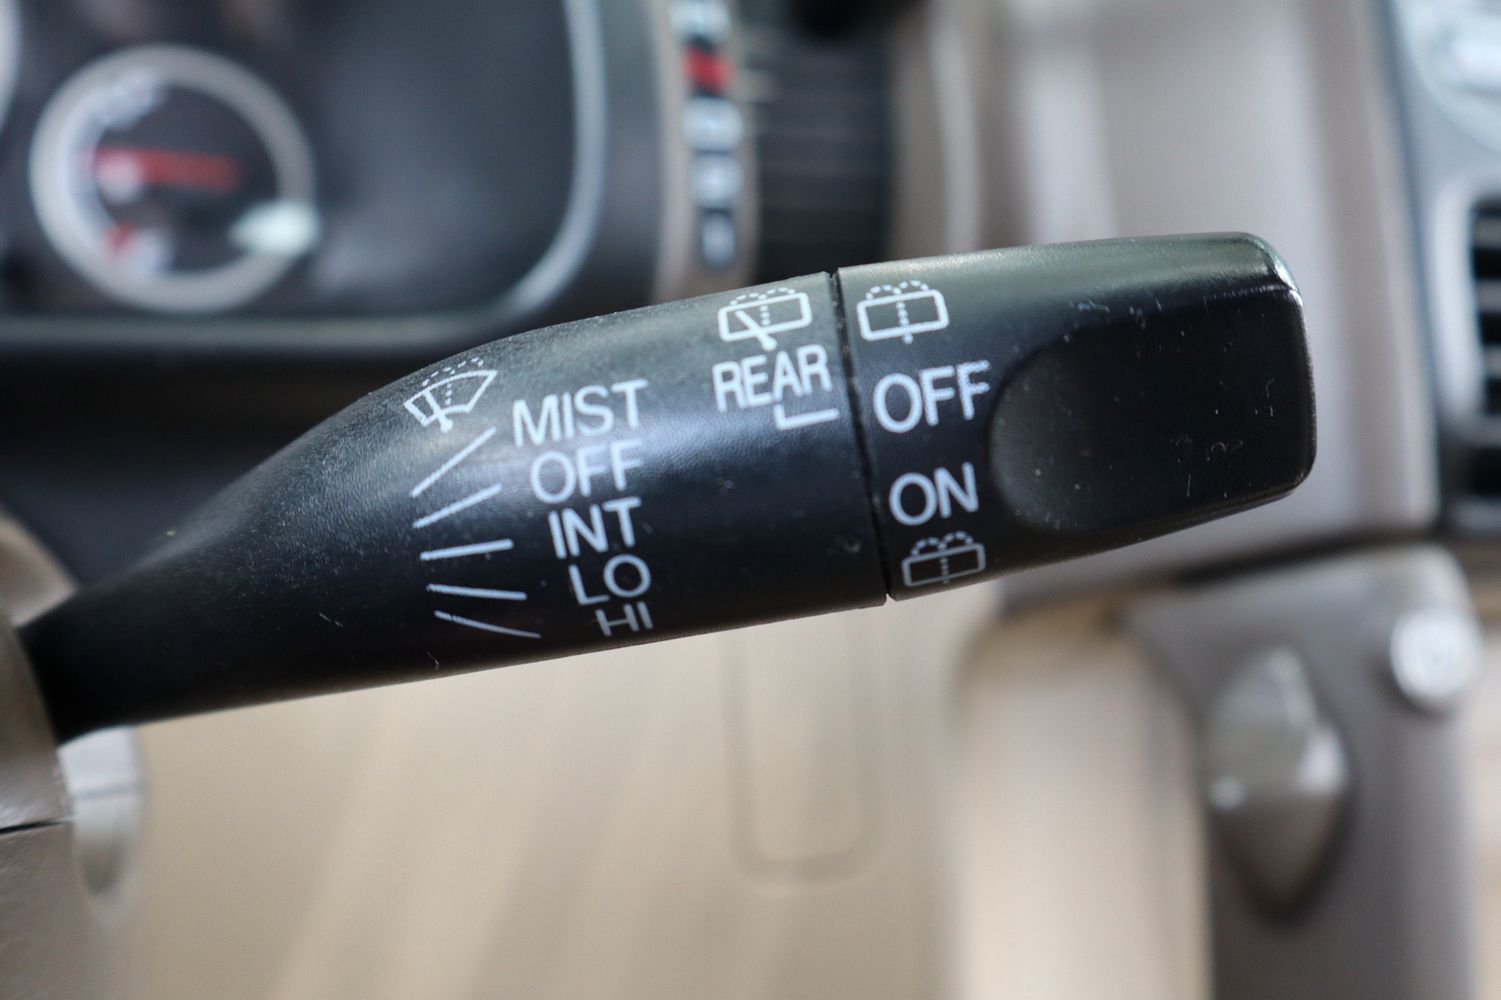 MIST
OFF
INT
LO
HI
REAR
OFF
ON